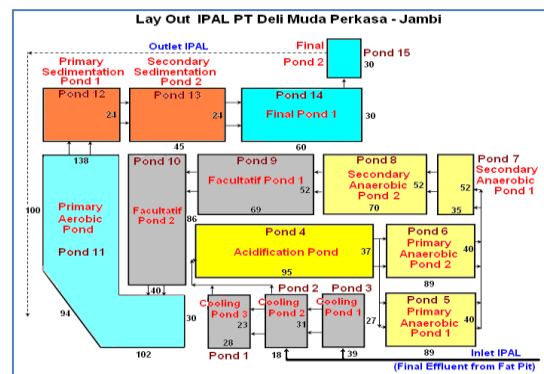 Lay Out IPAL PT Deli Muda Perkasa - Jambi
Outlet IPAL
Final
Pond 2
Pond 15
30
Primary
Sedimentation
Pond 1
Secondary
Sedimentation
Pond 2
Pond 12
24
Pond 13
24
45
Pond 14
Final Pond 1
30
60
138
100
Primary
Aerobic
Pond
Pond 11
94
102
30
Pond 10
Facultatif
Pond 2
86
40
Pond 9
Facultatif Pond 1
52
69
Pond 8
Secondary
Anaerobic
Pond 2
52
70
Pond 7
Secondary
Anaerobic
Pond 1
52
35
Pond 4
Acidification Pond
37
95
Pond 6
Primary
Anaerobic
Pond 2
40
89
Pond 2
Pond 3
Cooling
Pond 3
23
28
Pond 1
Cooling
Pond 2
31
18
Cooling
Pond 1
39
27
Pond 5
Primary
Anaerobic
Pond 1
40
89
Inlet IPAL
(Final Effluent from Fat Pit)